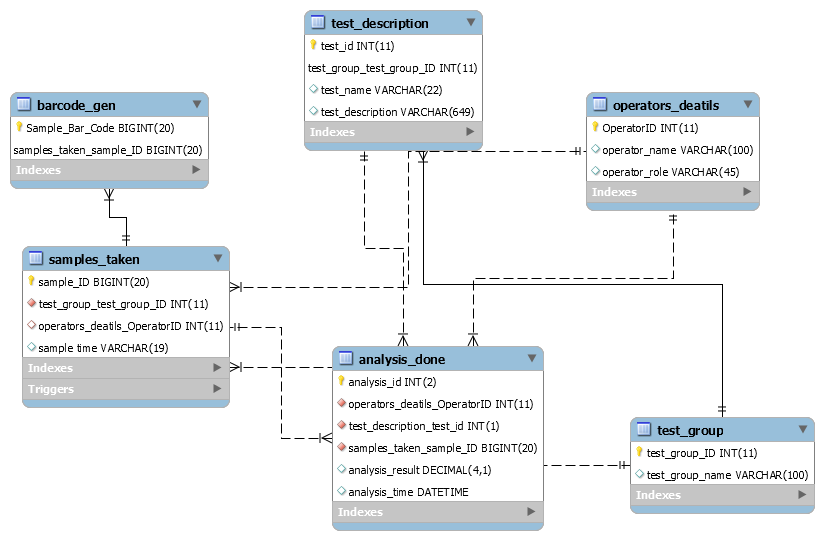 test_description
test_id INT(11)
test_group_test_group_ID INT(11)
test_name VARCHAR(22)
test_description VARCHAR(649)
Indexes
barcode_gen
Sample_Bar_Code BIGINT(20)
samples_taken_sample_ID BIGINT(20)
Indexes
operators_deatils
OperatorID INT(11)
operator_name VARCHAR(100)
operator_role VARCHAR(45)
Indexes
samples_taken
sample_ID BIGINT(20)
test_group_test_group_ID INT(11)
operators_deatils_OperatorID INT(11)
sample time VARCHAR(19)
Indexes
Triggers
analysis_done
analysis_id INT(2)
operators_deatils_OperatorID INT(11)
test_description_test_id INT(1)
samples_taken_sample_ID BIGINT(20)
analysis_result DECIMAL(4,1)
analysis_time DATETIME
Indexes
test_group
test_group_ID INT(11)
test_group_name VARCHAR(100)
Indexes